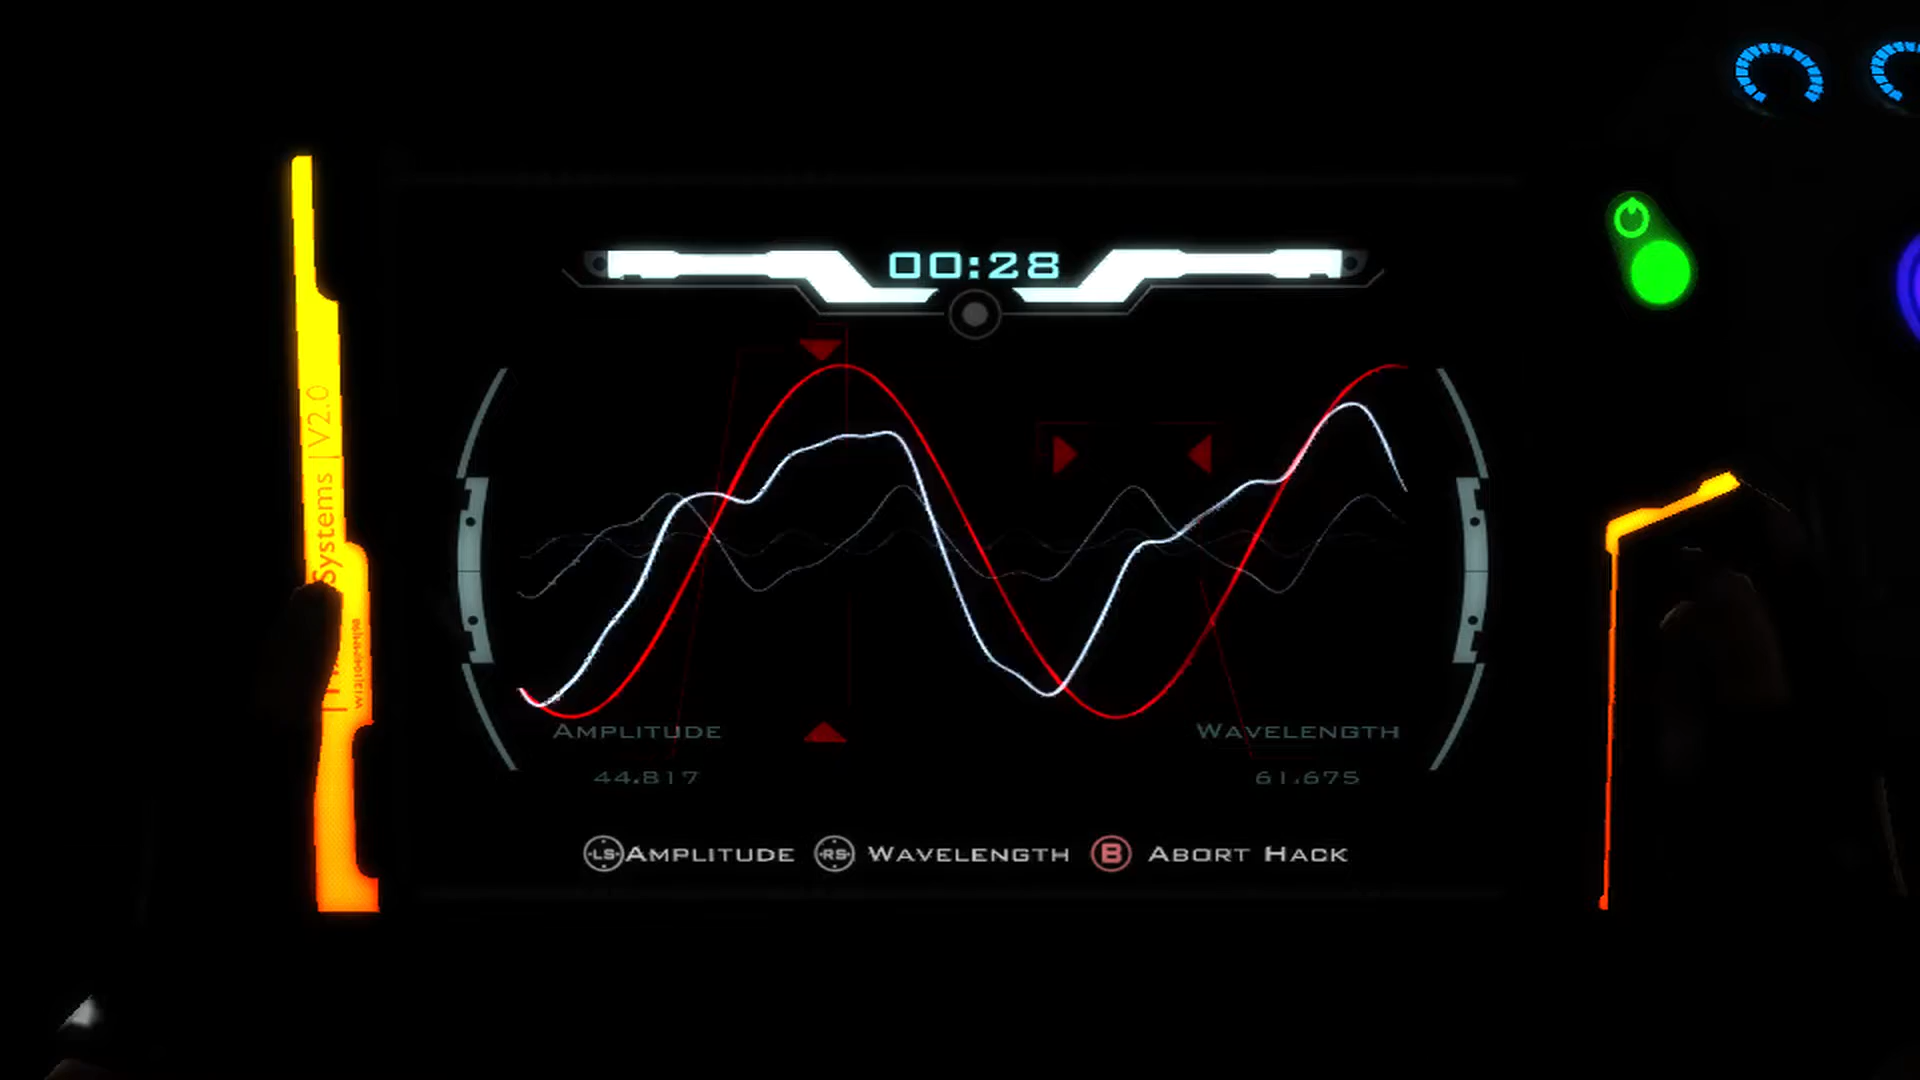 00:28
Systems | V2.0
AMPLITUDE
WAVELENGTH
44.817
61.675
LS AMPLITUDE RS WAVELENGTH B ABORT HACK